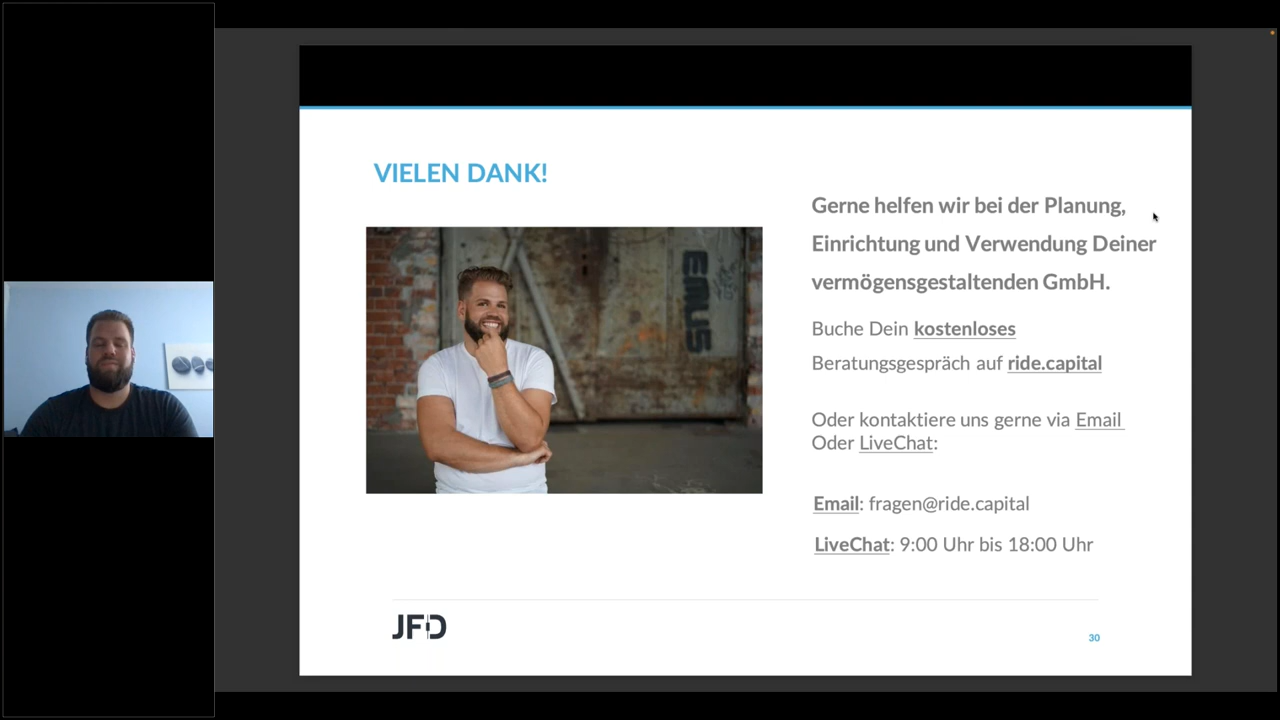 VIELEN DANK!
Gerne helfen wir bei der Planung,
Einrichtung und Verwendung Deiner
vermögensgestaltenden GmbH.
Buche Dein kostenloses
Beratungsgespräch auf ride.capital
Oder kontaktiere uns gerne via Email
Oder LiveChat:
Email: fragen@ride.capital
LiveChat: 9:00 Uhr bis 18:00 Uhr
EMUS
JFD
30